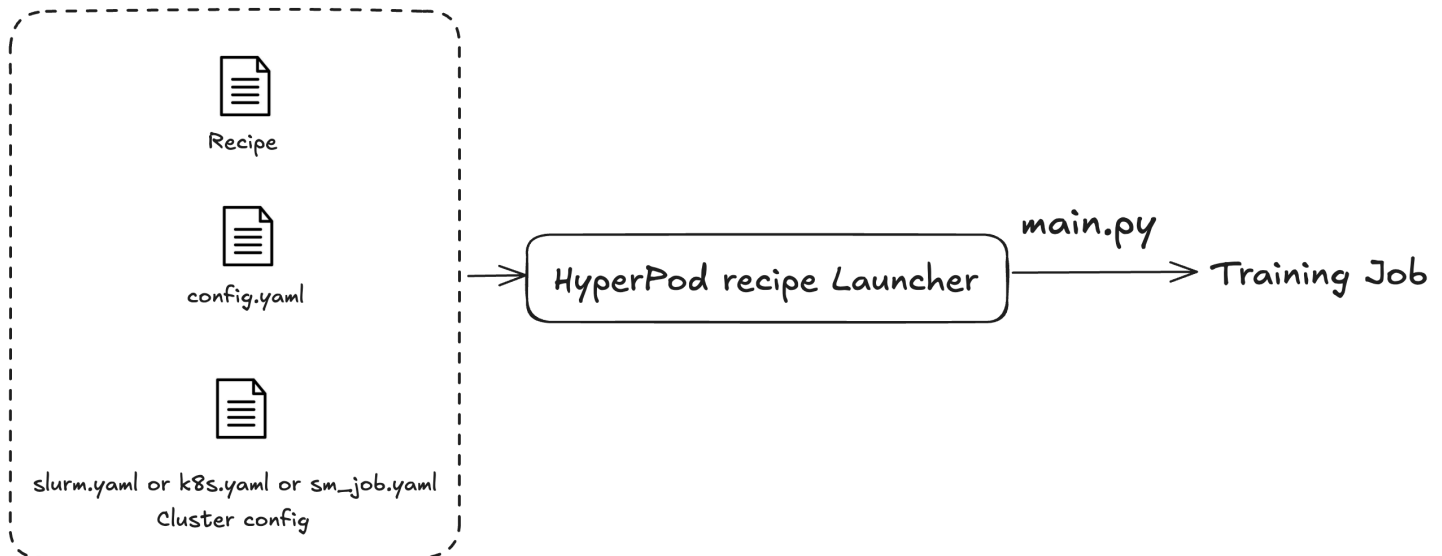 Recipe
config.yaml
slurm.yaml or k8s.yaml or sm_job.yaml
Cluster config
HyperPod recipe Launcher
main.py
Training Job